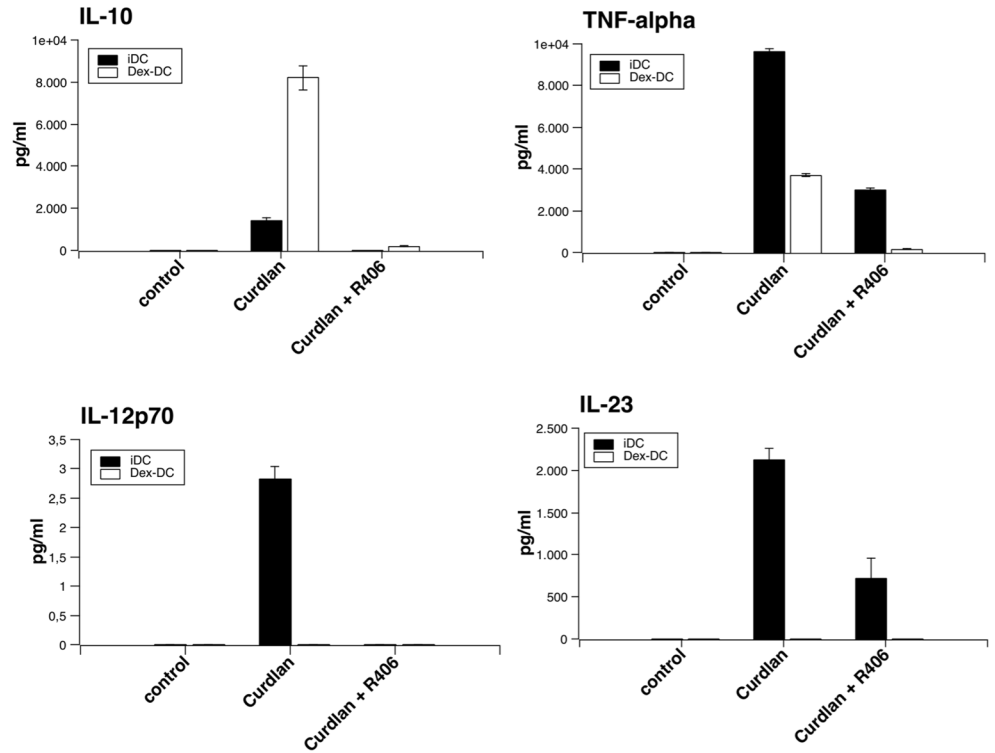 IL-10
1e+04
8.000
6.000
4.000
2.000
0
pg/ml
iDC
Dex-DC
control
Curdlan
Curdlan + R406
TNF-alpha
1e+04
8.000
6.000
4.000
2.000
0
pg/ml
iDC
Dex-DC
control
Curdlan
Curdlan + R406
IL-12p70
3,5
3
2,5
2
1,5
1
0,5
0
pg/ml
iDC
Dex-DC
control
Curdlan
Curdlan + R406
IL-23
2.500
2.000
1.500
1.000
500
0
pg/ml
iDC
Dex-DC
control
Curdlan
Curdlan + R406